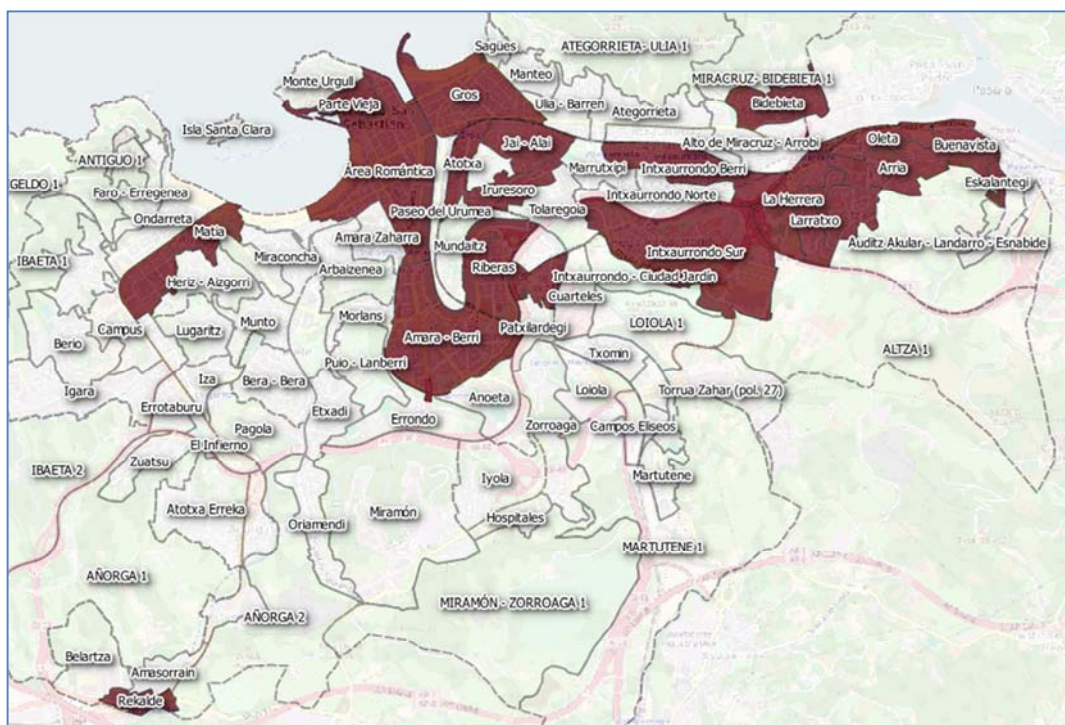 Sagües
ATEGORRIETA- ULIA 1
Manteo
Monte Urgull
MIRACRUZ- BIDEBIETA 1
Gros
Parte Vieja
Ulia - Barren
Ategorrieta
Bidebieta
Isla Santa Clara
Jai - Alai
Alto de Miracruz - Arrobi
Oleta
Buenavista
ANTIGUO 1
Atotxa
Área Romántica
Marrutxipi
Intxaurrondo Berri
Arria
Faro - Erregenea
Eskalantegi
Iruresoro
Intxaurrondo Norte
La Herrera
Ondarreta
Paseo del Urumea
Tolaregoia
Larratxo
Matia
Amara Zaharra
Mundaitz
Auditz Akular - Landarro - Esnabide
Miraconcha
Intxaurrondo Sur
IBAETA 1
Arbaizenea
Riberas
Heriz - Aizgorri
Intxaurrondo - Ciudad Jardín
Cuarteles
Morlans
Campus
Lugaritz
Munto
Patxilardegi
LOIOLA 1
Amara - Berri
Berio
ALTZA 1
Txomin
Puio - Lanberri
Iza
Bera - Bera
Igara
Loiola
Torrua Zahar (pol. 27)
Anoeta
Errotaburu
Etxadi
Errondo
Zorroaga
Campos Eliseos
Pagola
El Infierno
IBAETA 2
Zuatsu
Martutene
Iyola
Atotxa Erreka
Miramón
Hospitales
Oriamendi
MARTUTENE 1
AÑORGA 1
MIRAMÓN - ZORROAGA 1
AÑORGA 2
Belartza
Amasorrain
Rekalde